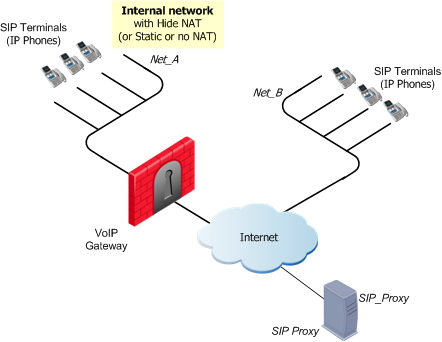 Internal network
with Hide NAT
(or Static or no NAT)
SIP Terminals
(IP Phones)
Net_A
SIP Terminals
(IP Phones)
Net_B
VoIP
Gateway
Internet
SIP_Proxy
SIP Proxy